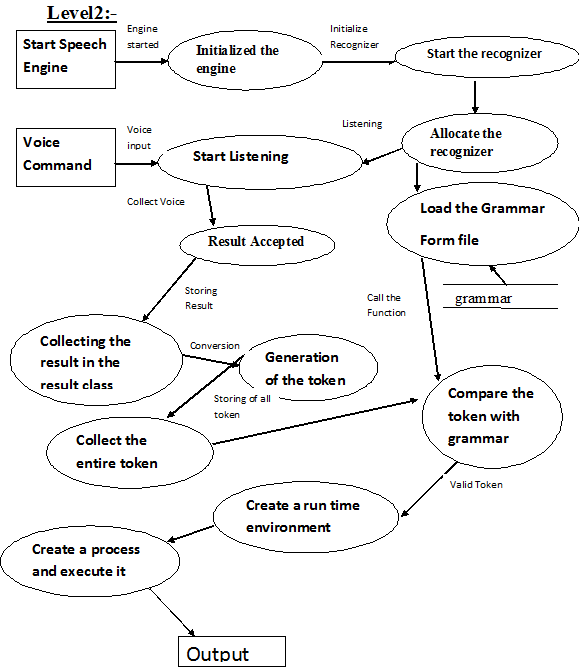 Level2:-
Start Speech
Engine
Engine
started
Initialized the
engine
Initialize
Recognizer
Start the recognizer
Voice
Command
Voice
input
Start Listening
Listening
Allocate the
recognizer
Collect Voice
Load the Grammar
Form file
Result Accepted
grammar
Storing
Result
Call the
Function
Collecting the
result in the
result class
Conversion
Generation
of the token
Storing of all
token
Compare the
token with
grammar
Collect the
entire token
Valid Token
Create a run time
environment
Create a process
and execute it
Output